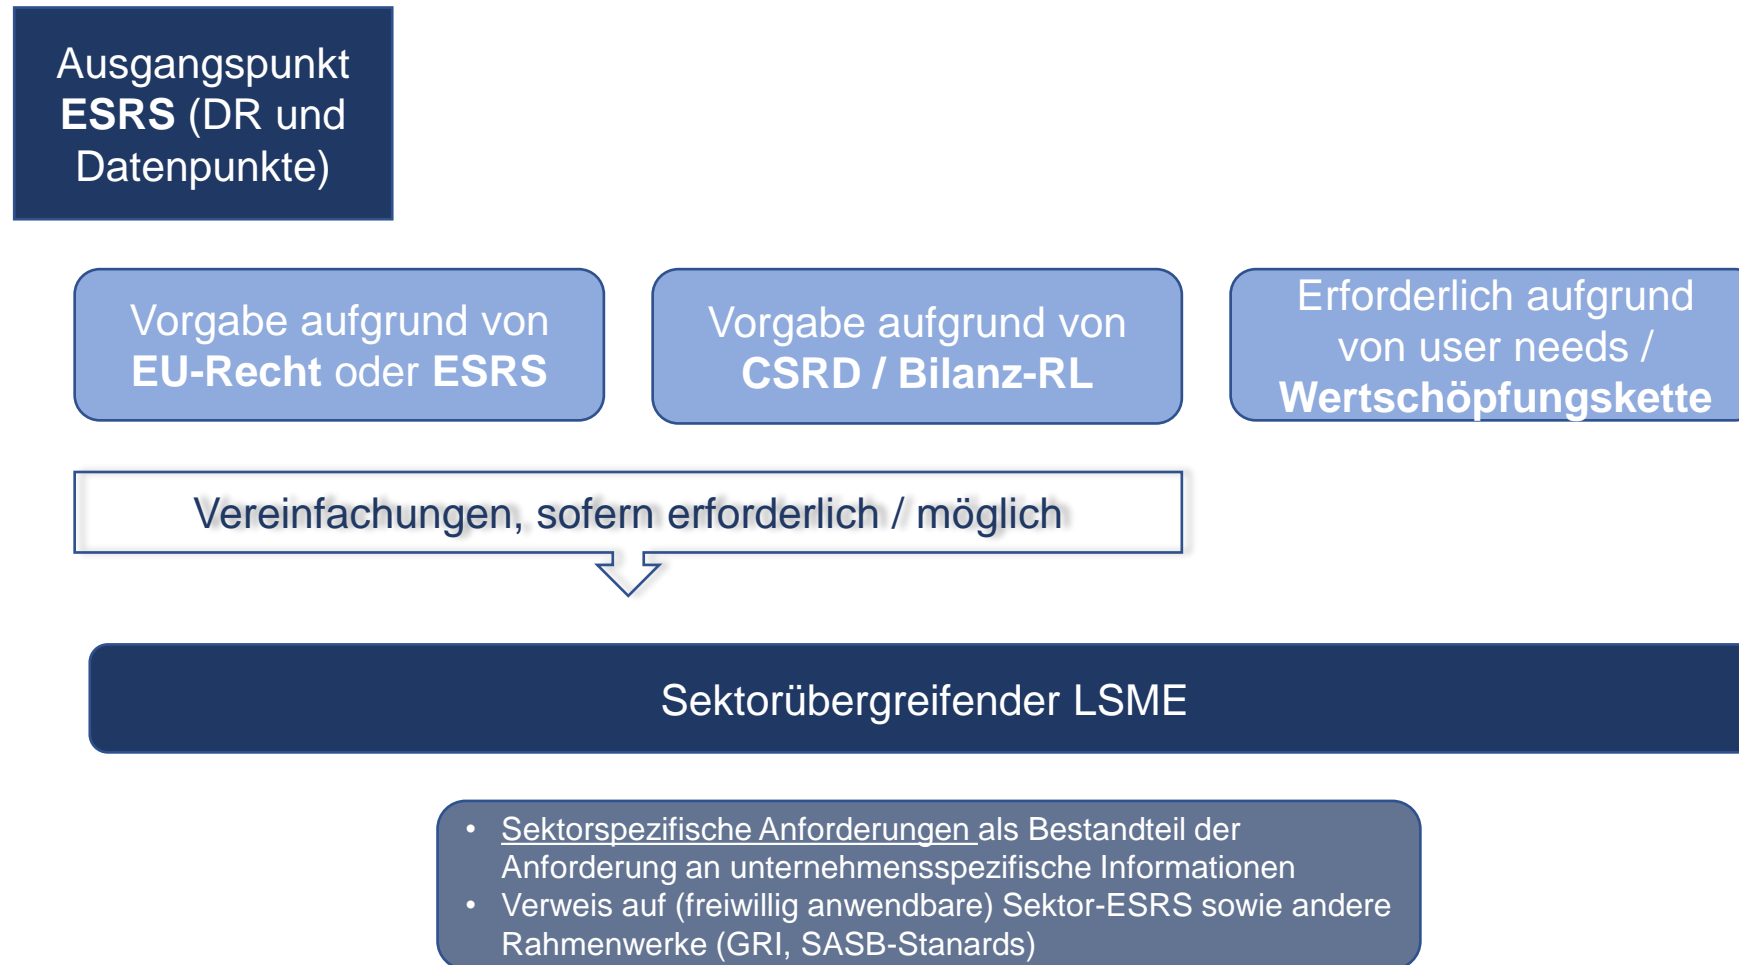 Ausgangspunkt
ESRS (DR und
Datenpunkte)
Vorgabe aufgrund von
EU-Recht oder ESRS
Vorgabe aufgrund von
CSRD / Bilanz-RL
Erforderlich aufgrund
von user needs /
Wertschöpfungskette
Vereinfachungen, sofern erforderlich / möglich
Sektorübergreifender LSME
• Sektorspezifische Anforderungen als Bestandteil der
Anforderung an unternehmensspezifische Informationen
• Verweis auf (freiwillig anwendbare) Sektor-ESRS sowie andere
Rahmenwerke (GRI, SASB-Stanards)